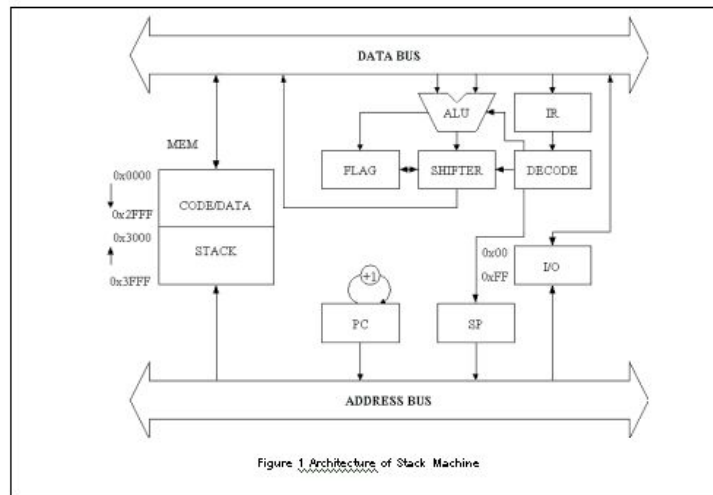 DATA BUS
ALU
IR
MEM
0x0000
FLAG
SHIFTER
DECODE
CODE/DATA
0x2FFF
0x3000
0x00
STACK
0xFF
I/O
0x3FFF
+1
PC
SP
ADDRESS BUS
Figure 1 Architecture of Stack Machine